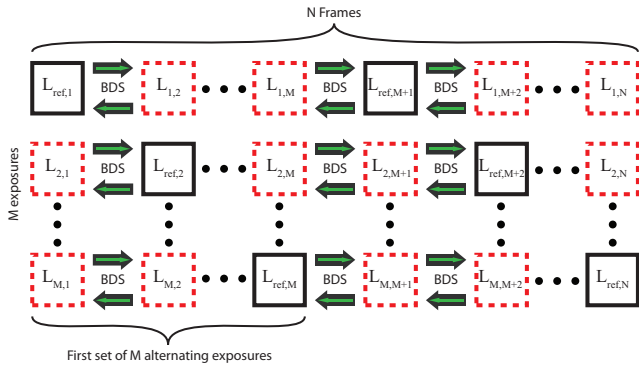 N Frames
L_ref,1 BDS L_1,2 L_1,M BDS L_ref,M+1 BDS L_1,M+2 L_1,N
M exposures
L_2,1 BDS L_ref,2 L_2,M BDS L_2,M+1 BDS L_ref,M+2 L_2,N
L_M,1 BDS L_M,2 L_ref,M BDS L_M,M+1 BDS L_M,M+2 L_ref,N
First set of M alternating exposures